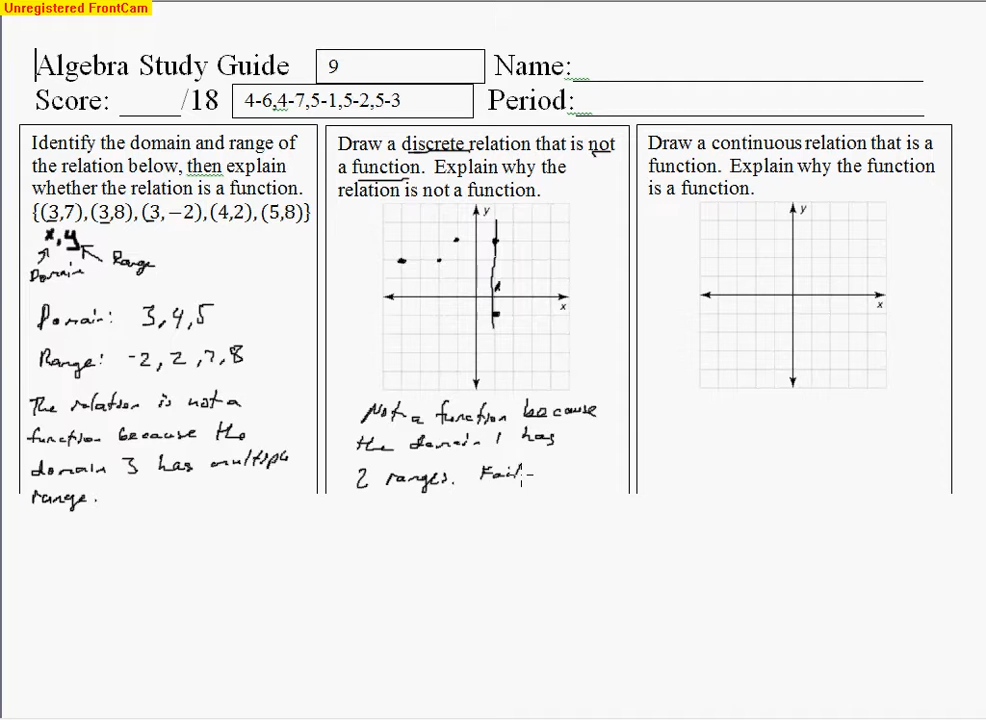 Unregistered FrontCam
Algebra Study Guide 9 Name:
Score: ____/18 4-6,4-7,5-1,5-2,5-3 Period:
Identify the domain and range of
the relation below, then explain
whether the relation is a function.
{(3,7),(3,8),(3,−2),(4,2),(5,8)}
x,y
Domain
Range
Domain: 3,4,5
Range: -2, 2, 7, 8
The relation is not a
function because the
domain 3 has multiple
range.
Draw a discrete relation that is not
a function. Explain why the
relation is not a function.
y
x
Not a function because
the domain 1 has
2 ranges. Fail
Draw a continuous relation that is a
function. Explain why the function
is a function.
y
x